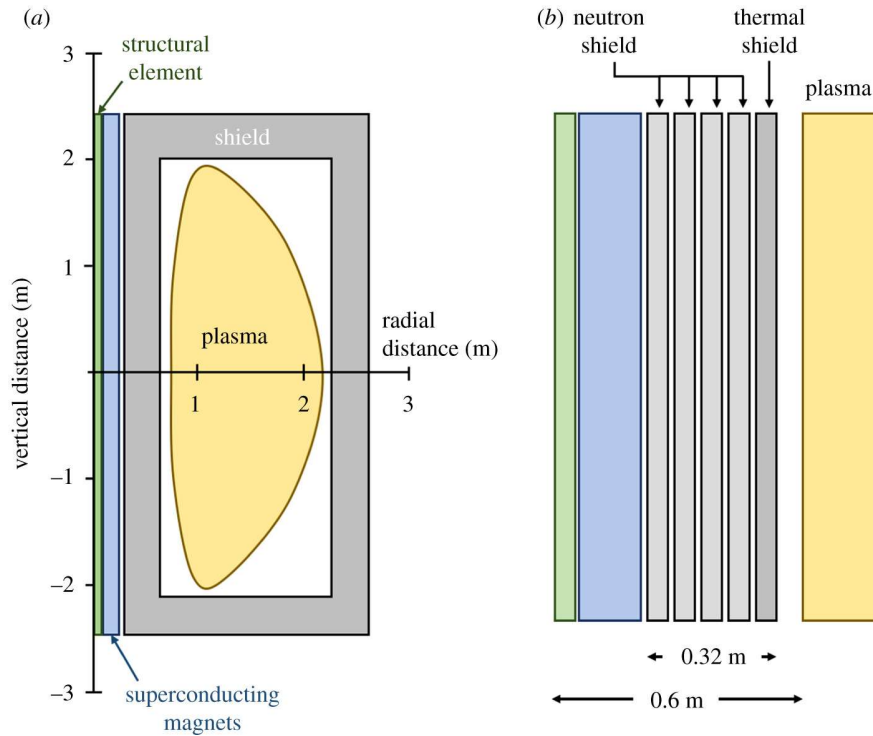 (a)
structural
element
3
2
1
–1
–2
–3
vertical distance (m)
shield
plasma
1
2
3
radial
distance (m)
superconducting
magnets
(b)
neutron
shield
thermal
shield
plasma
0.32 m
0.6 m